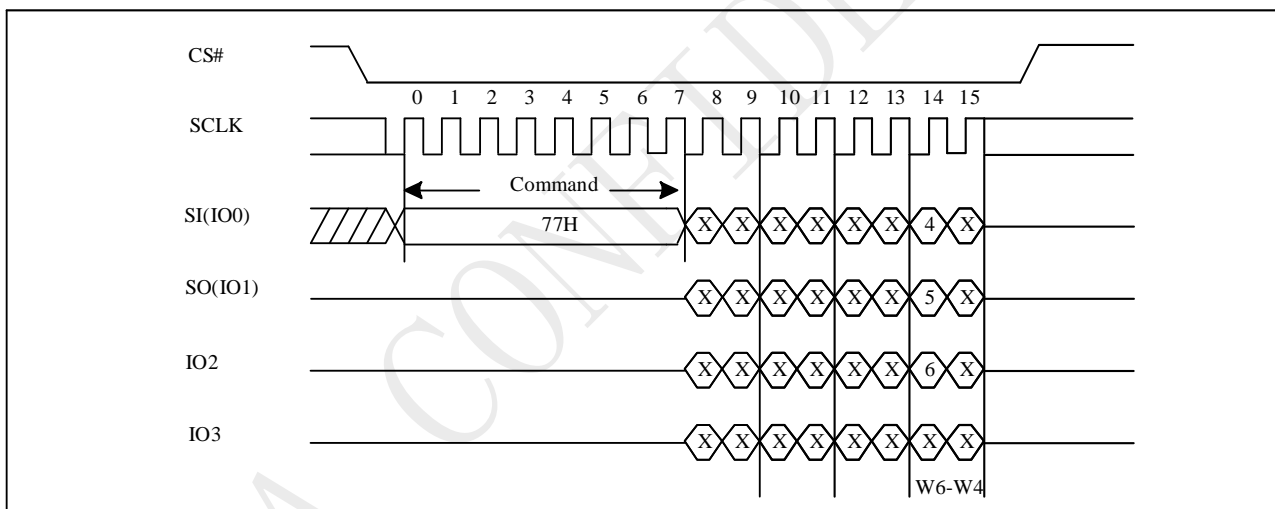 CS#
0 1 2 3 4 5 6 7 8 9 10 11 12 13 14 15
SCLK
Command
SI(IO0) 77H X X X X X X 4 X
SO(IO1) X X X X X X 5 X
IO2 X X X X X X 6 X
IO3 X X X X X X X X
W6-W4